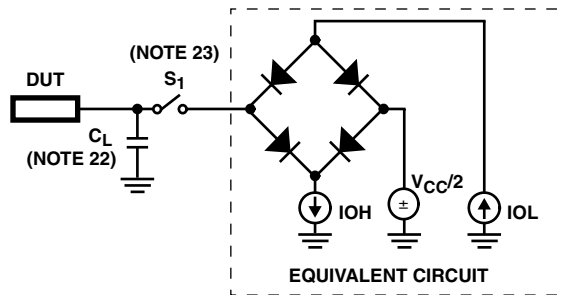 (NOTE 23)
S1
DUT
CL
(NOTE 22)
VCC/2
±
IOH
IOL
EQUIVALENT CIRCUIT